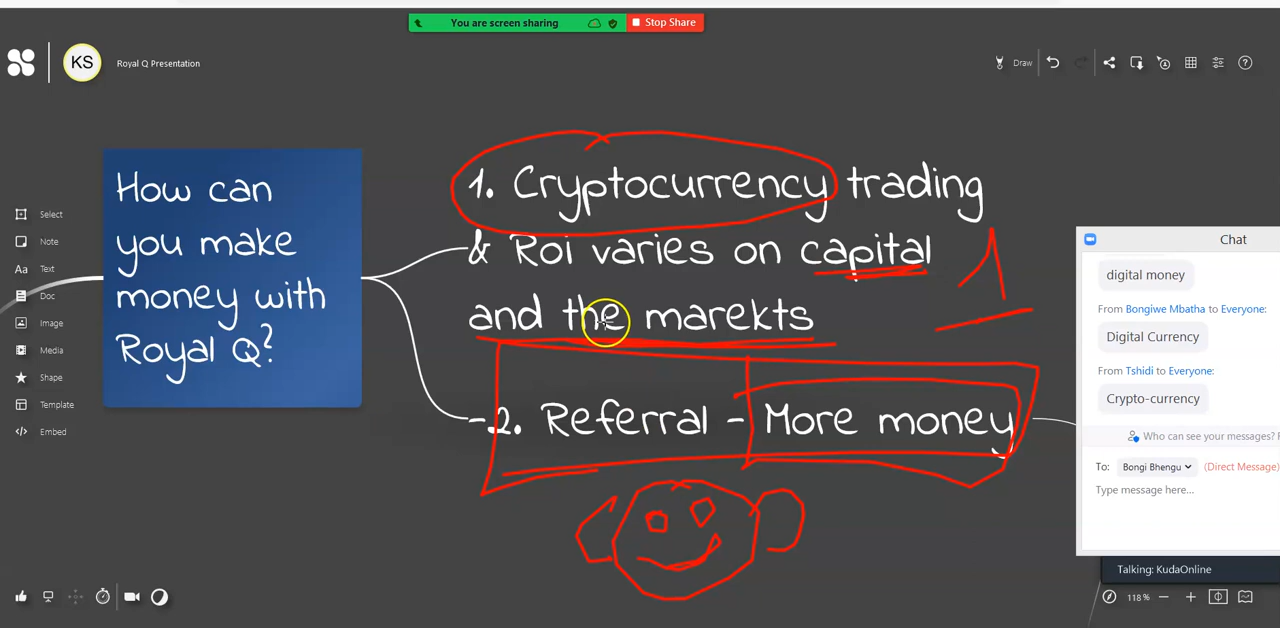 You are screen sharing
Stop Share
KS
Royal Q Presentation
Draw
How can
you make
money with
Royal Q?
1. Cryptocurrency trading
& Roi varies on capital
and the marekts
-2. Referral - More money
1
Select
Note
Aa Text
Doc
Image
Media
Shape
Template
Embed
Chat
digital money
From Bongiwe Mbatha to Everyone:
Digital Currency
From Tshidi to Everyone:
Crypto-currency
Who can see your messages?
To: Bongi Bhengu (Direct Message)
Type message here...
Talking: KudaOnline
118%